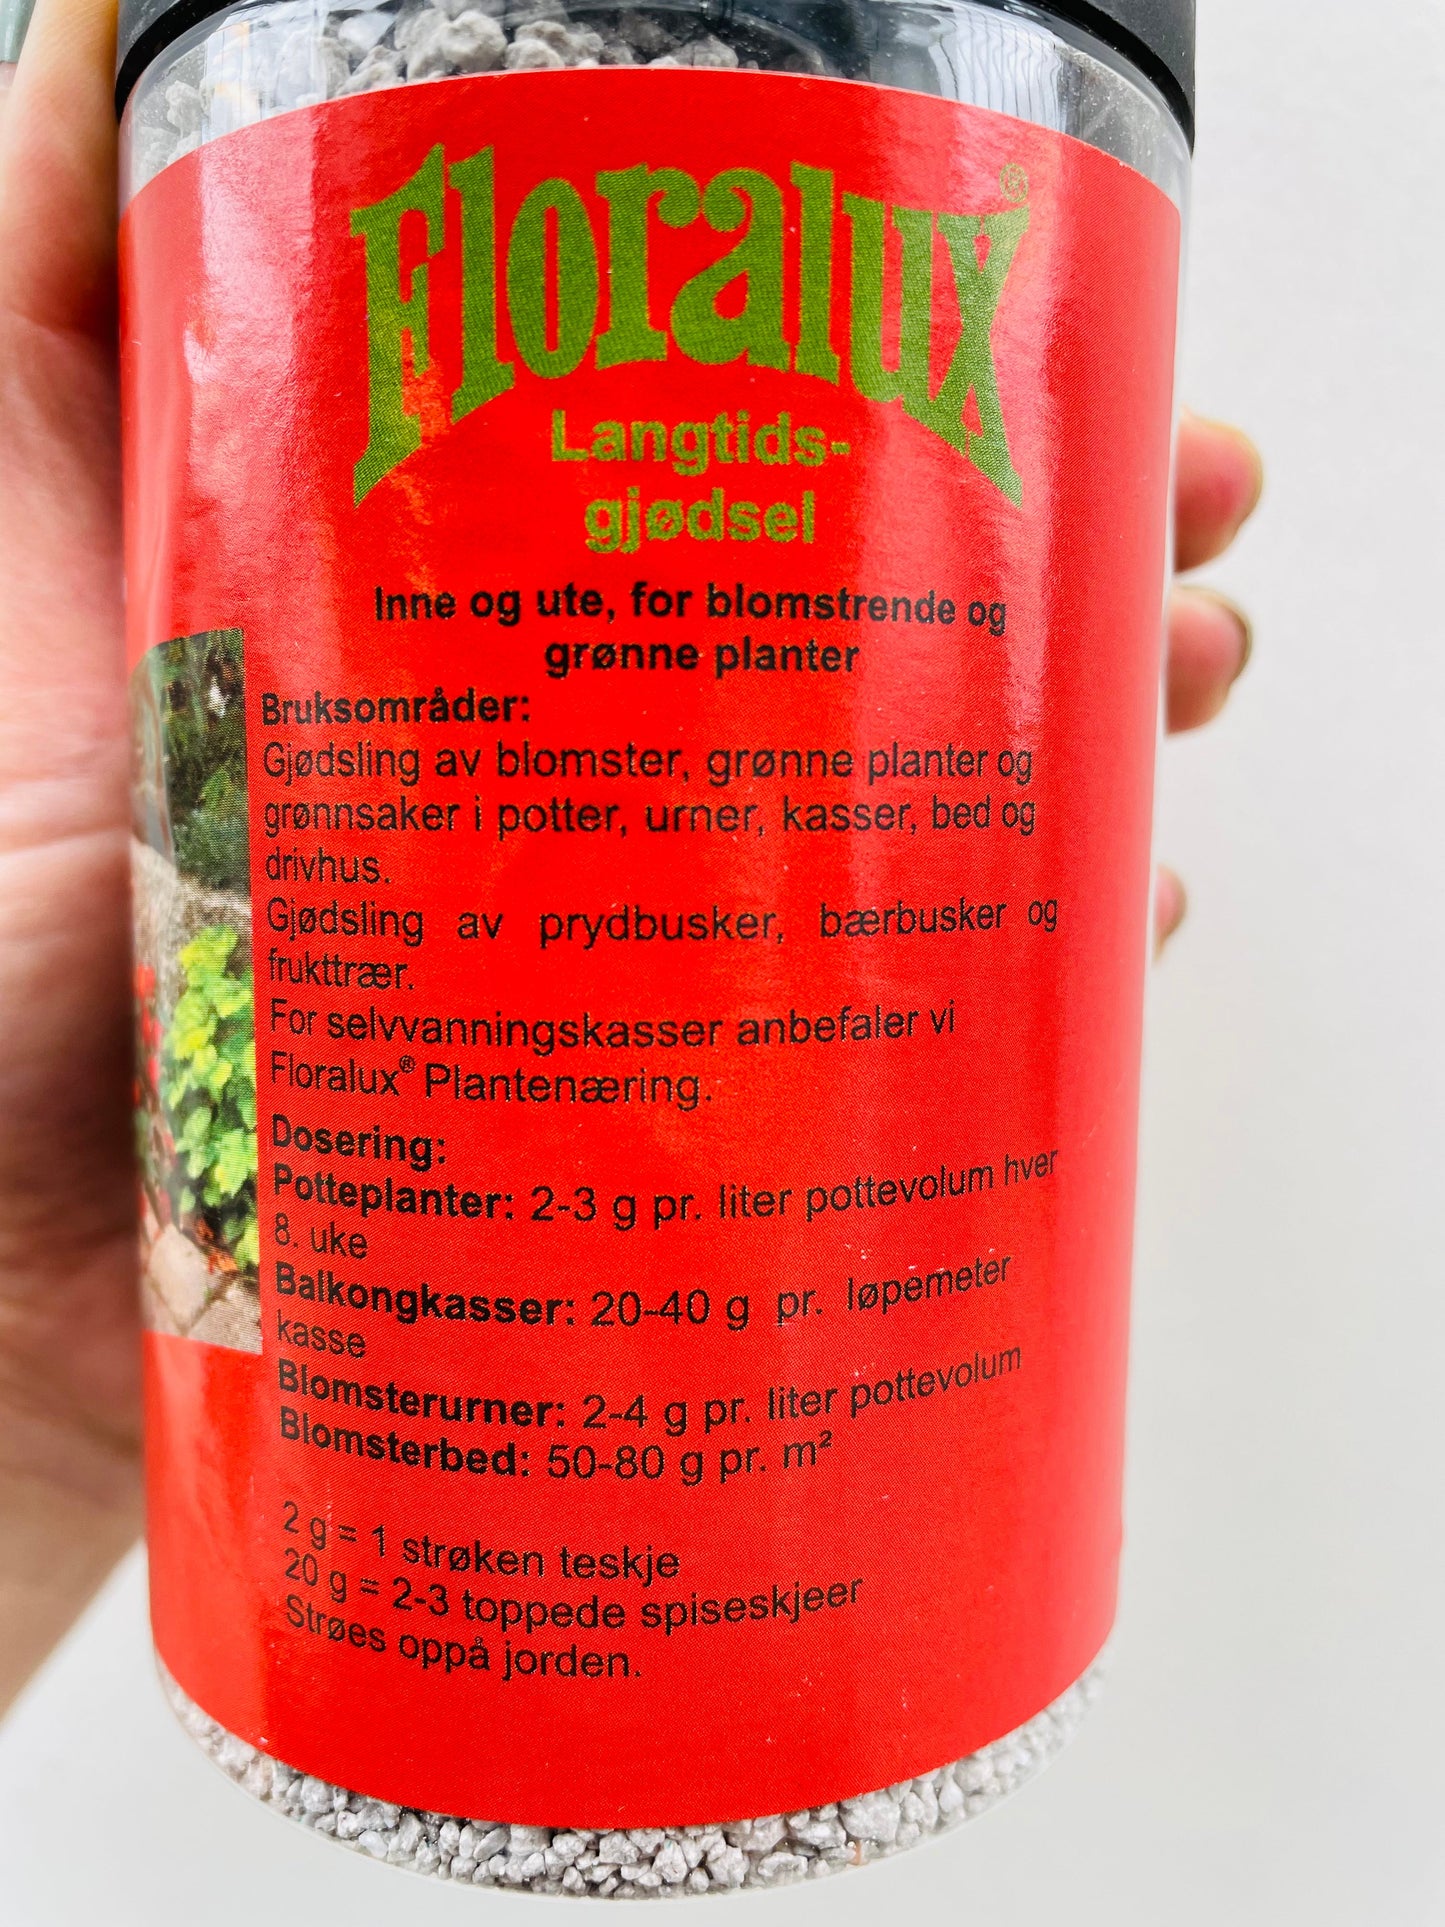 Floralux®
Langtids-
gjødsel
Inne og ute, for blomstrende og
grønne planter
Bruksområder:
Gjødsling av blomster, grønne planter og
grønnsaker i potter, urner, kasser, bed og
drivhus.
Gjødsling av prydbusker, bærbusker og
frukttrær.
For selvvanningskasser anbefaler vi
Floralux® Plantenæring.
Dosering:
Potteplanter: 2-3 g pr. liter pottevolum hver
8. uke
Balkongkasser: 20-40 g pr. løpemeter
kasse
Blomsterurner: 2-4 g pr. liter pottevolum
Blomsterbed: 50-80 g pr. m²
2 g = 1 strøken teskje
20 g = 2-3 toppede spiseskjeer
Strøes oppå jorden.